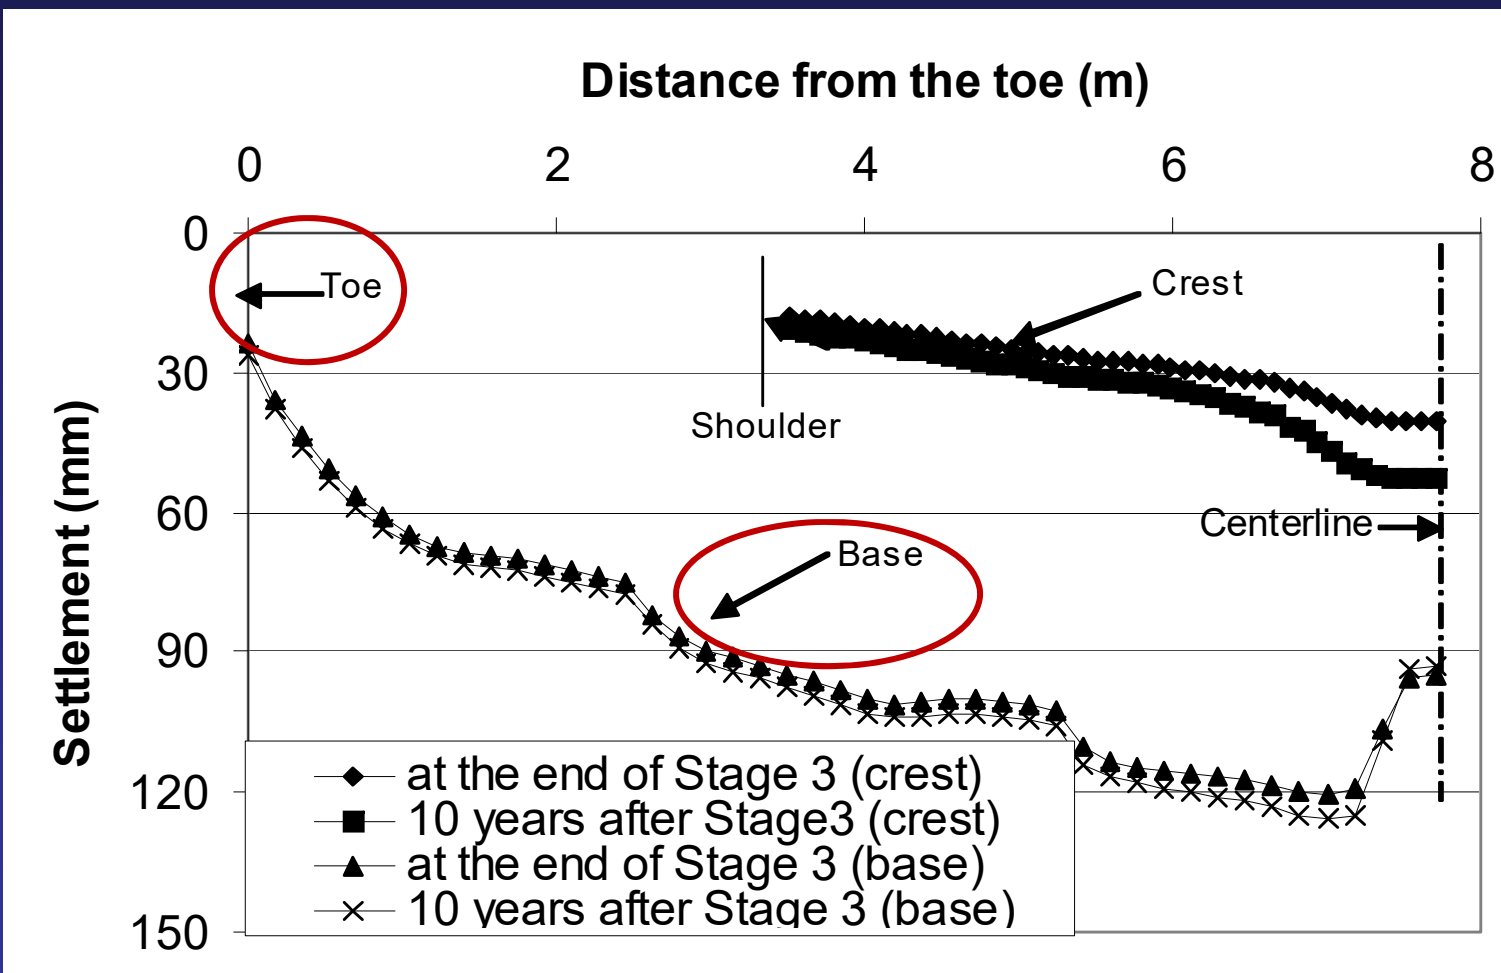 Distance from the toe (m)
0 2 4 6 8
0
Toe
Crest
30
Shoulder
Settlement (mm)
60
Centerline
Base
90
120
at the end of Stage 3 (crest)
10 years after Stage3 (crest)
at the end of Stage 3 (base)
10 years after Stage 3 (base)
150